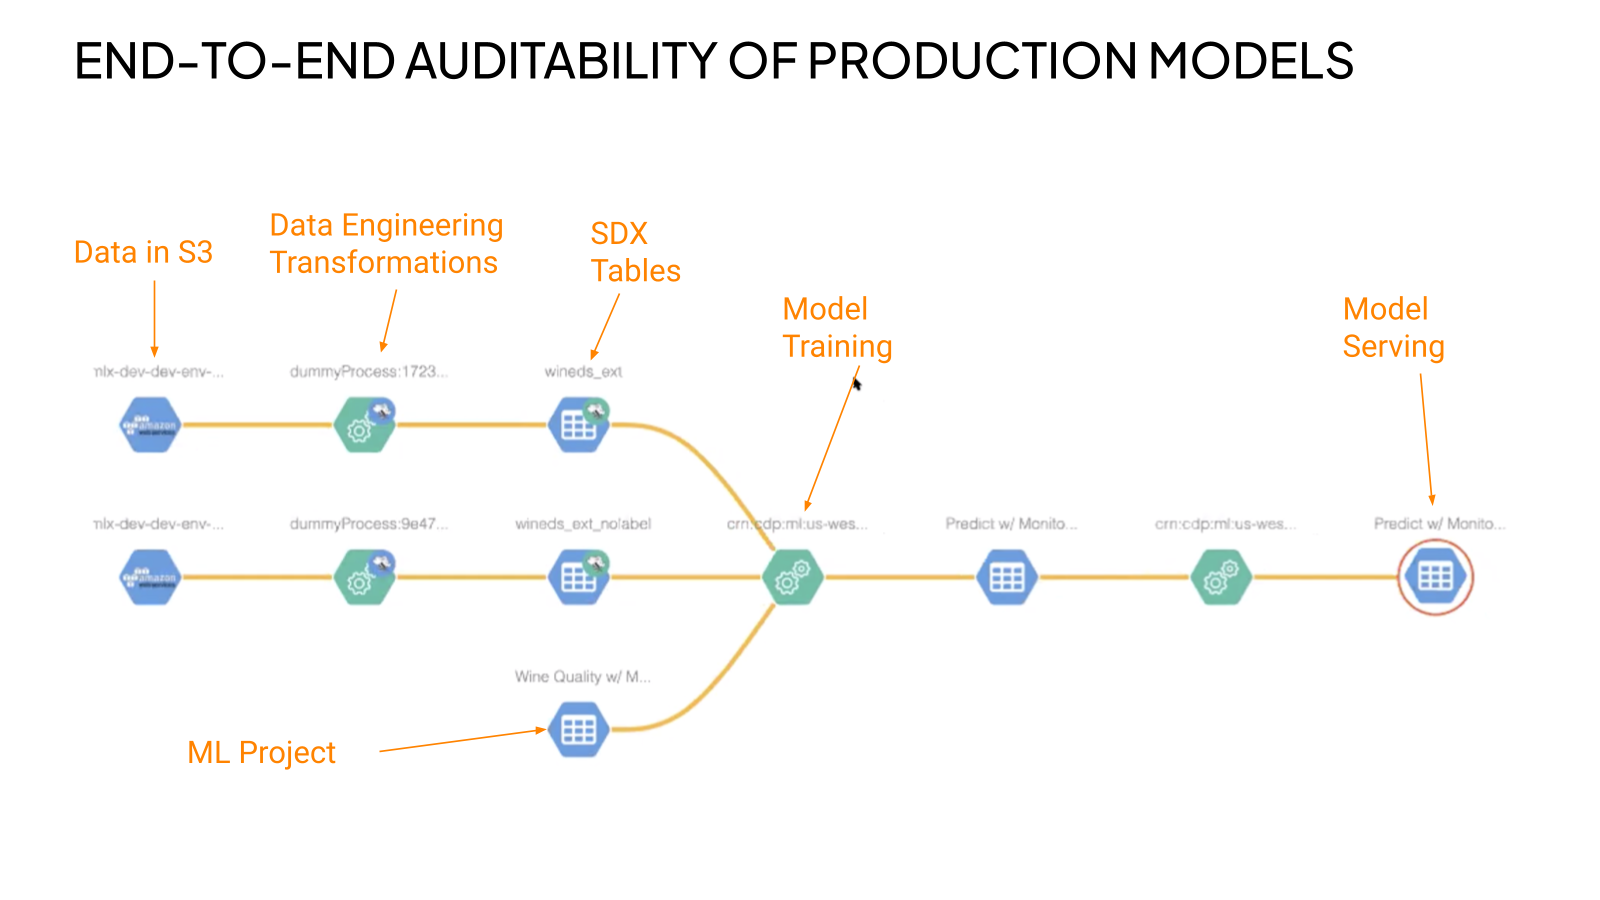 END-TO-END AUDITABILITY OF PRODUCTION MODELS
Data in S3
Data Engineering
Transformations
SDX
Tables
Model
Training
Model
Serving
mlx-dev-dev-env-...
dummyProcess:1723...
wineds_ext
amazon
mlx-dev-dev-env-...
dummyProcess:9e47...
wineds_ext_nolabel
crn:cdp:ml:us-wes...
Predict w/ Monito...
crn:cdp:ml:us-wes...
Predict w/ Monito...
amazon
Wine Quality w/ M...
ML Project